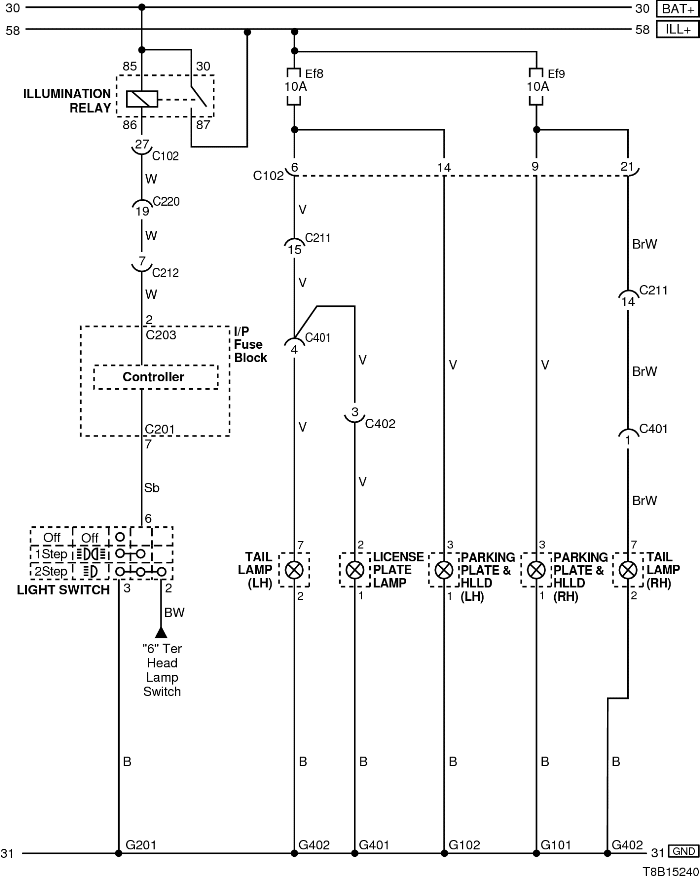 30 30 BAT+
58 58 ILL+
85 30
ILLUMINATION
RELAY
86 87
Ef8
10A
Ef9
10A
27
C102
W
19
C220
W
7
C212
W
2
C203
I/P
Fuse
Block
Controller
C201
7
Sb
6
C102 6 14 9 21
V
15 C211
V
4 C401
V
3
C402
V
V
V
V
BrW
14 C211
BrW
1 C401
BrW
Off Off
1Step
2Step
LIGHT SWITCH
3 2
BW
"6" Ter
Head
Lamp
Switch
7
TAIL
LAMP
(LH)
2
2
LICENSE
PLATE
LAMP
1
3
PARKING
PLATE &
HLLD
(LH)
1
3
PARKING
PLATE &
HLLD
(RH)
1
7
TAIL
LAMP
(RH)
2
B B B B B B
31 G201 G402 G401 G102 G101 G402 31 GND
T8B15240